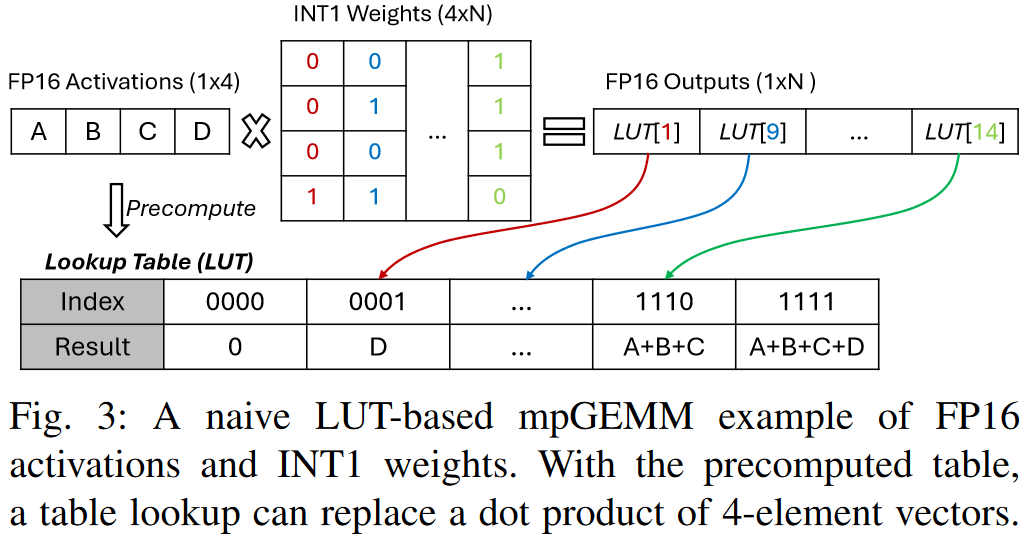 INT1 Weights (4xN)
FP16 Activations (1x4)
FP16 Outputs (1xN )
A B C D
0 0 1
0 1 1
0 0 1
1 1 0
...
LUT[1] LUT[9] ... LUT[14]
Precompute
Lookup Table (LUT)
Index 0000 0001 ... 1110 1111
Result 0 D ... A+B+C A+B+C+D
Fig. 3: A naive LUT-based mpGEMM example of FP16
activations and INT1 weights. With the precomputed table,
a table lookup can replace a dot product of 4-element vectors.